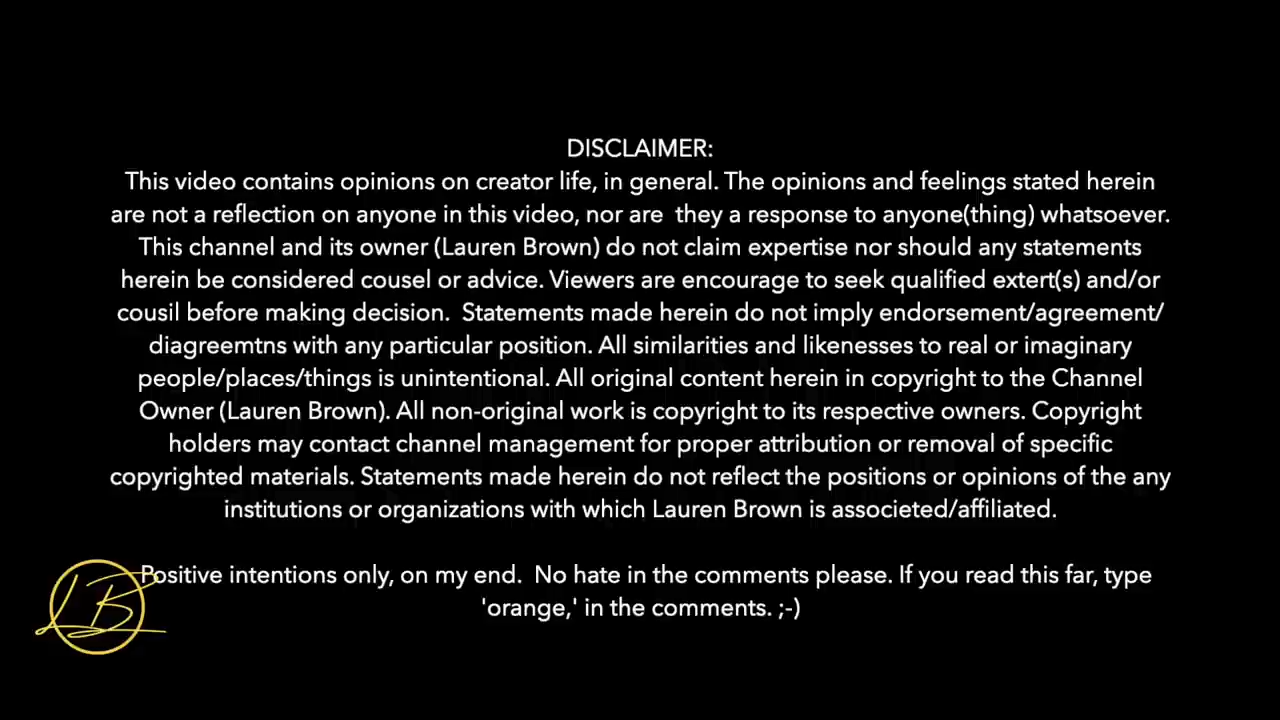 DISCLAIMER:
This video contains opinions on creator life, in general. The opinions and feelings stated herein
are not a reflection on anyone in this video, nor are  they a response to anyone(thing) whatsoever.
This channel and its owner (Lauren Brown) do not claim expertise nor should any statements
herein be considered cousel or advice. Viewers are encourage to seek qualified extert(s) and/or
cousil before making decision.  Statements made herein do not imply endorsement/agreement/
diagreemtns with any particular position. All similarities and likenesses to real or imaginary
people/places/things is unintentional. All original content herein in copyright to the Channel
Owner (Lauren Brown). All non-original work is copyright to its respective owners. Copyright
holders may contact channel management for proper attribution or removal of specific
copyrighted materials. Statements made herein do not reflect the positions or opinions of the any
institutions or organizations with which Lauren Brown is associeted/affiliated.
Positive intentions only, on my end.  No hate in the comments please. If you read this far, type
'orange,' in the comments. ;-)
LB